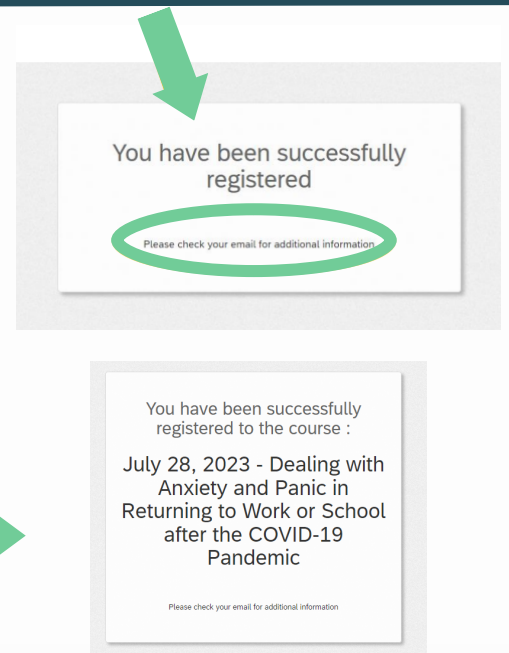 You have been successfully
registered
Please check your email for additional information
You have been successfully
registered to the course :
July 28, 2023 - Dealing with
Anxiety and Panic in
Returning to Work or School
after the COVID-19
Pandemic
Please check your email for additional information